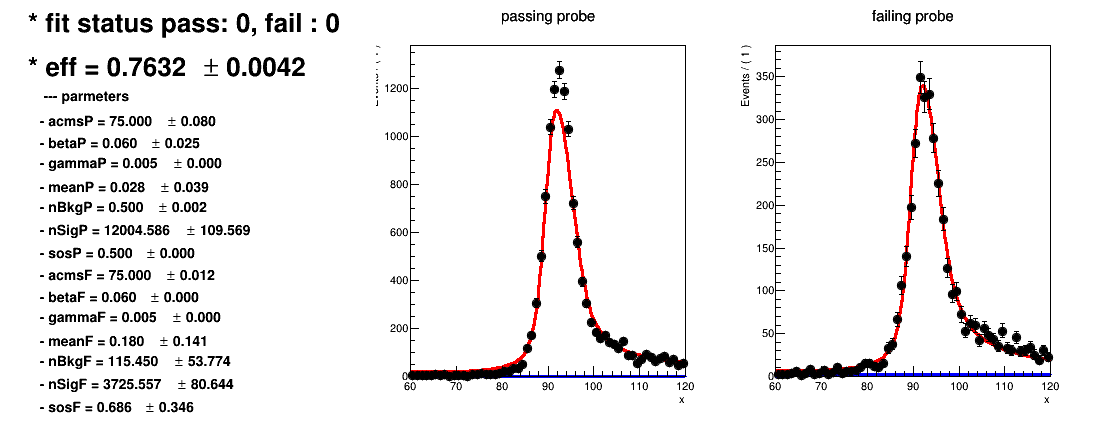 * fit status pass: 0, fail : 0
* eff = 0.7632 ± 0.0042
--- parmeters
- acmsP = 75.000 ± 0.080
- betaP = 0.060 ± 0.025
- gammaP = 0.005 ± 0.000
- meanP = 0.028 ± 0.039
- nBkgP = 0.500 ± 0.002
- nSigP = 12004.586 ± 109.569
- sosP = 0.500 ± 0.000
- acmsF = 75.000 ± 0.012
- betaF = 0.060 ± 0.000
- gammaF = 0.005 ± 0.000
- meanF = 0.180 ± 0.141
- nBkgF = 115.450 ± 53.774
- nSigF = 3725.557 ± 80.644
- sosF = 0.686 ± 0.346
passing probe
1200
1000
800
600
400
200
0
60 70 80 90 100 110 120
x
failing probe
Events / ( 1 )
350
300
250
200
150
100
50
0
60 70 80 90 100 110 120
x